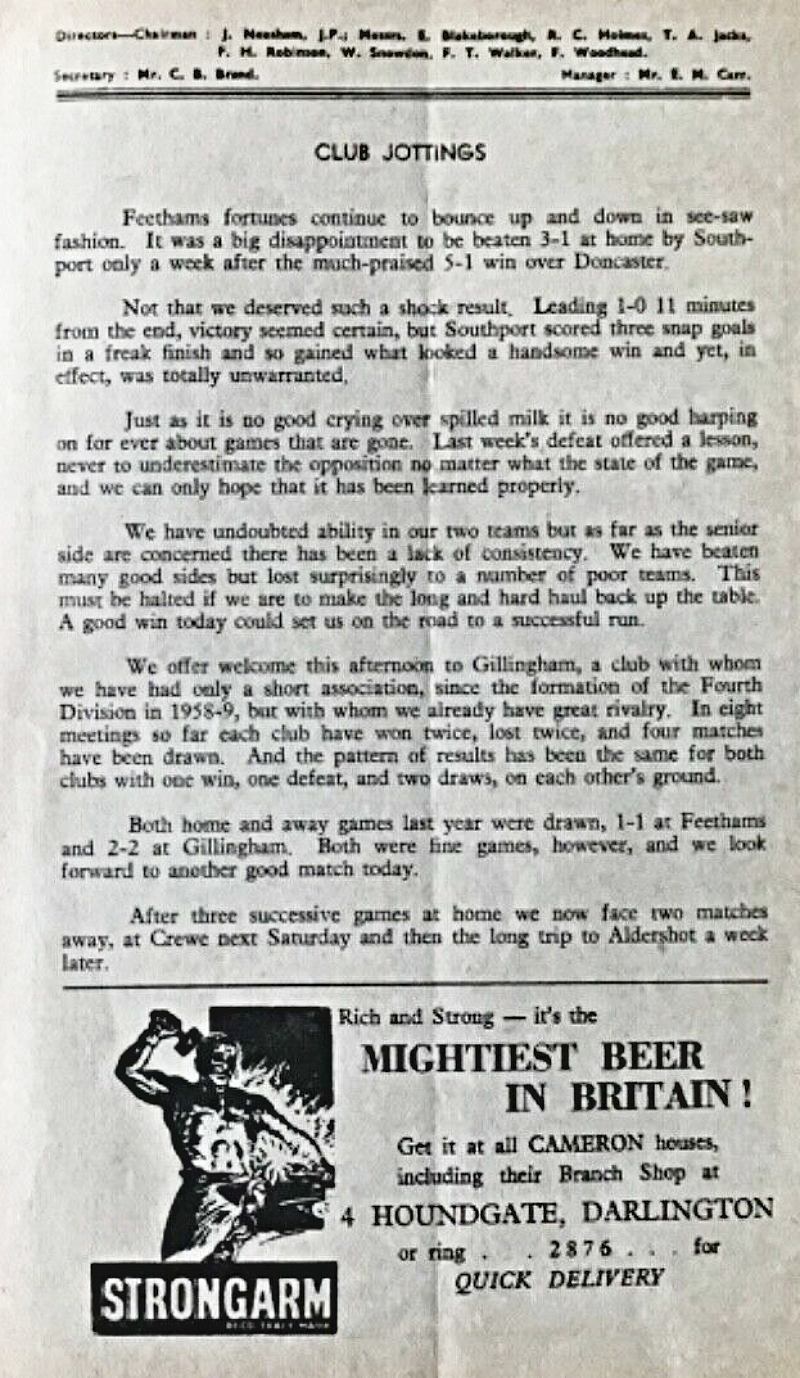 Directors—Chairman : J. Neasham, J.P.; Messrs. E. Blakeborough, R. C. Holmes, T. A. Jacks,
F. H. Robinson, W. Snowdon, F. T. Walker, F. Woodhead.
Secretary : Mr. C. B. Brand. Manager : Mr. E. M. Carr.
CLUB JOTTINGS
Feethams fortunes continue to bounce up and down in see-saw
fashion. It was a big disappointment to be beaten 3-1 at home by South-
port only a week after the much-praised 5-1 win over Doncaster.
Not that we deserved such a shock result. Leading 1-0 11 minutes
from the end, victory seemed certain, but Southport scored three snap goals
in a freak finish and so gained what looked a handsome win and yet, in
effect, was totally unwarranted.
Just as it is no good crying over spilled milk it is no good harping
on for ever about games that are gone. Last week's defeat offered a lesson,
never to underestimate the opposition no matter what the state of the game,
and we can only hope that it has been learned properly.
We have undoubted ability in our two teams but as far as the senior
side are concerned there has been a lack of consistency. We have beaten
many good sides but lost surprisingly to a number of poor teams. This
must be halted if we are to make the long and hard haul back up the table.
A good win today could set us on the road to a successful run.
We offer welcome this afternoon to Gillingham, a club with whom
we have had only a short association, since the formation of the Fourth
Division in 1958-9, but with whom we already have great rivalry. In eight
meetings so far each club have won twice, lost twice, and four matches
have been drawn. And the pattern of results has been the same for both
clubs with one win, one defeat, and two draws, on each other's ground.
Both home and away games last year were drawn, 1-1 at Feethams
and 2-2 at Gillingham. Both were fine games, however, and we look
forward to another good match today.
After three successive games at home we now face two matches
away, at Crewe next Saturday and then the long trip to Aldershot a week
later.
Rich and Strong — it's the
MIGHTIEST BEER
IN BRITAIN !
Get it at all CAMERON houses,
including their Branch Shop at
4 HOUNDGATE, DARLINGTON
or ring . . 2876 . . . for
QUICK DELIVERY
STRONGARM
REGD TRADE MARK